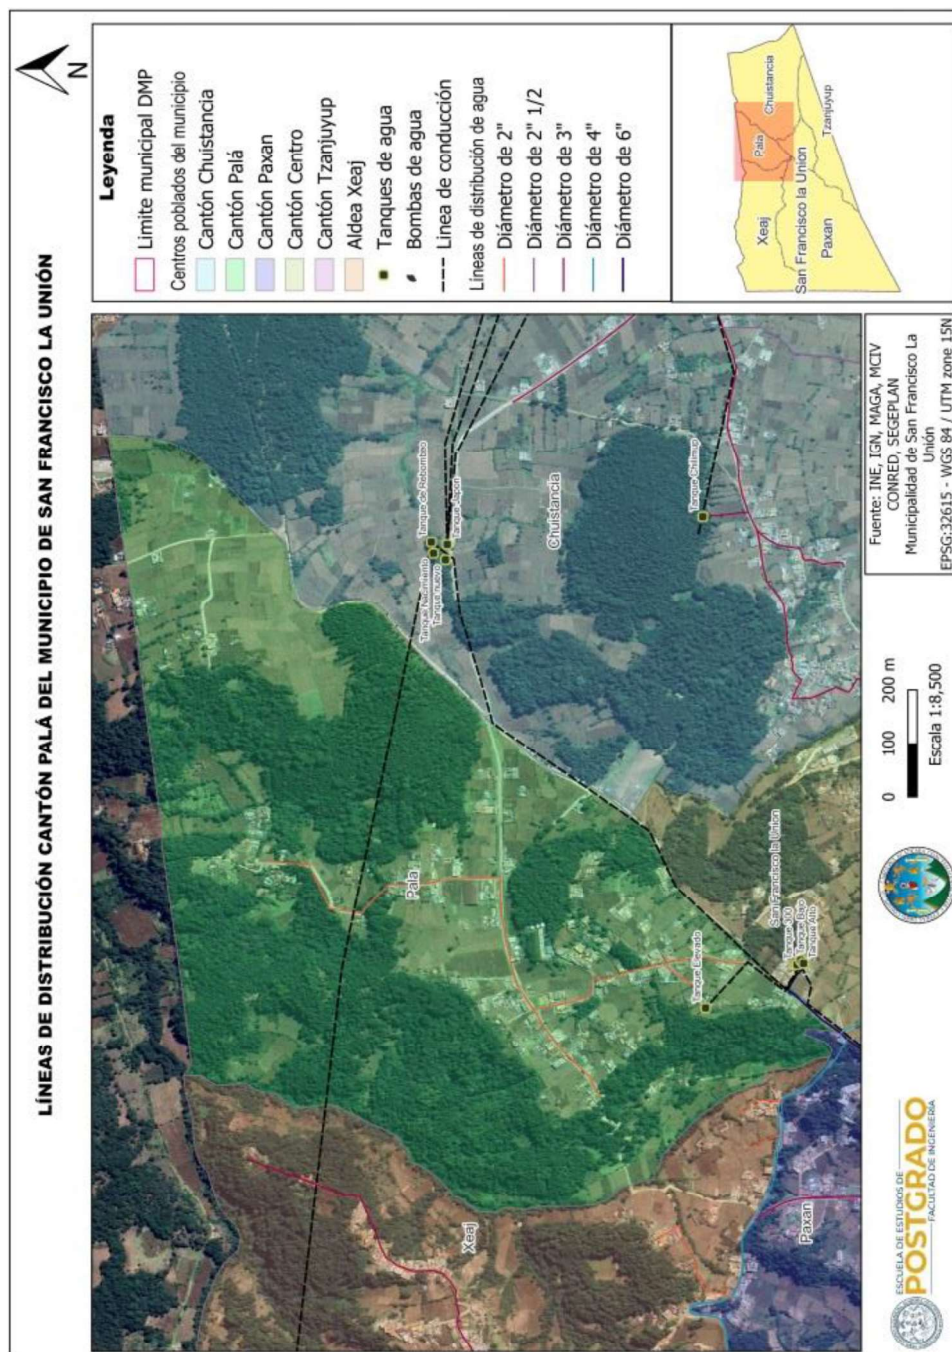 LÍNEAS DE DISTRIBUCIÓN CANTÓN PALÁ DEL MUNICIPIO DE SAN FRANCISCO LA UNIÓN
N
Leyenda
Limite municipal DMP
Centros poblados del municipio
Cantón Chuistancia
Cantón Palá
Cantón Paxan
Cantón Centro
Cantón Tzanjuyup
Aldea Xeaj
Tanques de agua
Bombas de agua
Linea de conducción
Líneas de distribución de agua
Diámetro de 2"
Diámetro de 2" 1/2
Diámetro de 3"
Diámetro de 4"
Diámetro de 6"
Xeaj
Pala
Chuistancia
San Francisco la Union
Paxan
Tzanjuyup
Tanque de Rebombeo
Tanque Nacimiento
Tanque nuevo
Tanque Japon
Chuistancia
Tanque Chilimup
Pala
Tanque Elevado
San Francisco la Union
Tanque 300
Tanque Bajo
Tanque Alto
Xeaj
Paxan
ESCUELA DE ESTUDIOS DE
POSTGRADO
FACULTAD DE INGENIERIA
0 100 200 m
Escala 1:8,500
Fuente: INE, IGN, MAGA, MCIV
CONRED, SEGEPLAN
Municipalidad de San Francisco La
Unión
EPSG:32615 - WGS 84 / UTM zone 15N